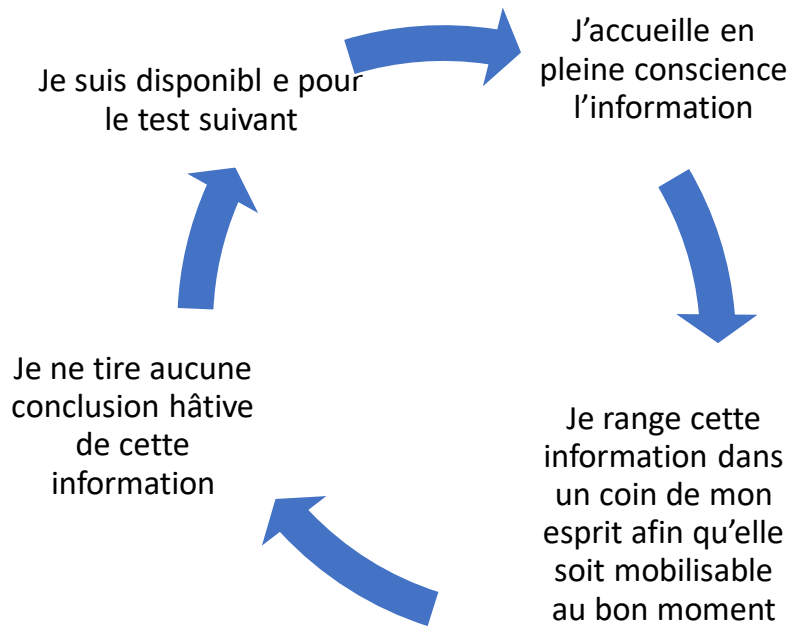 J'accueille en
pleine conscience
l'information
Je range cette
information dans
un coin de mon
esprit afin qu'elle
soit mobilisable
au bon moment
Je ne tire aucune
conclusion hâtive
de cette
information
Je suis disponibl e pour
le test suivant